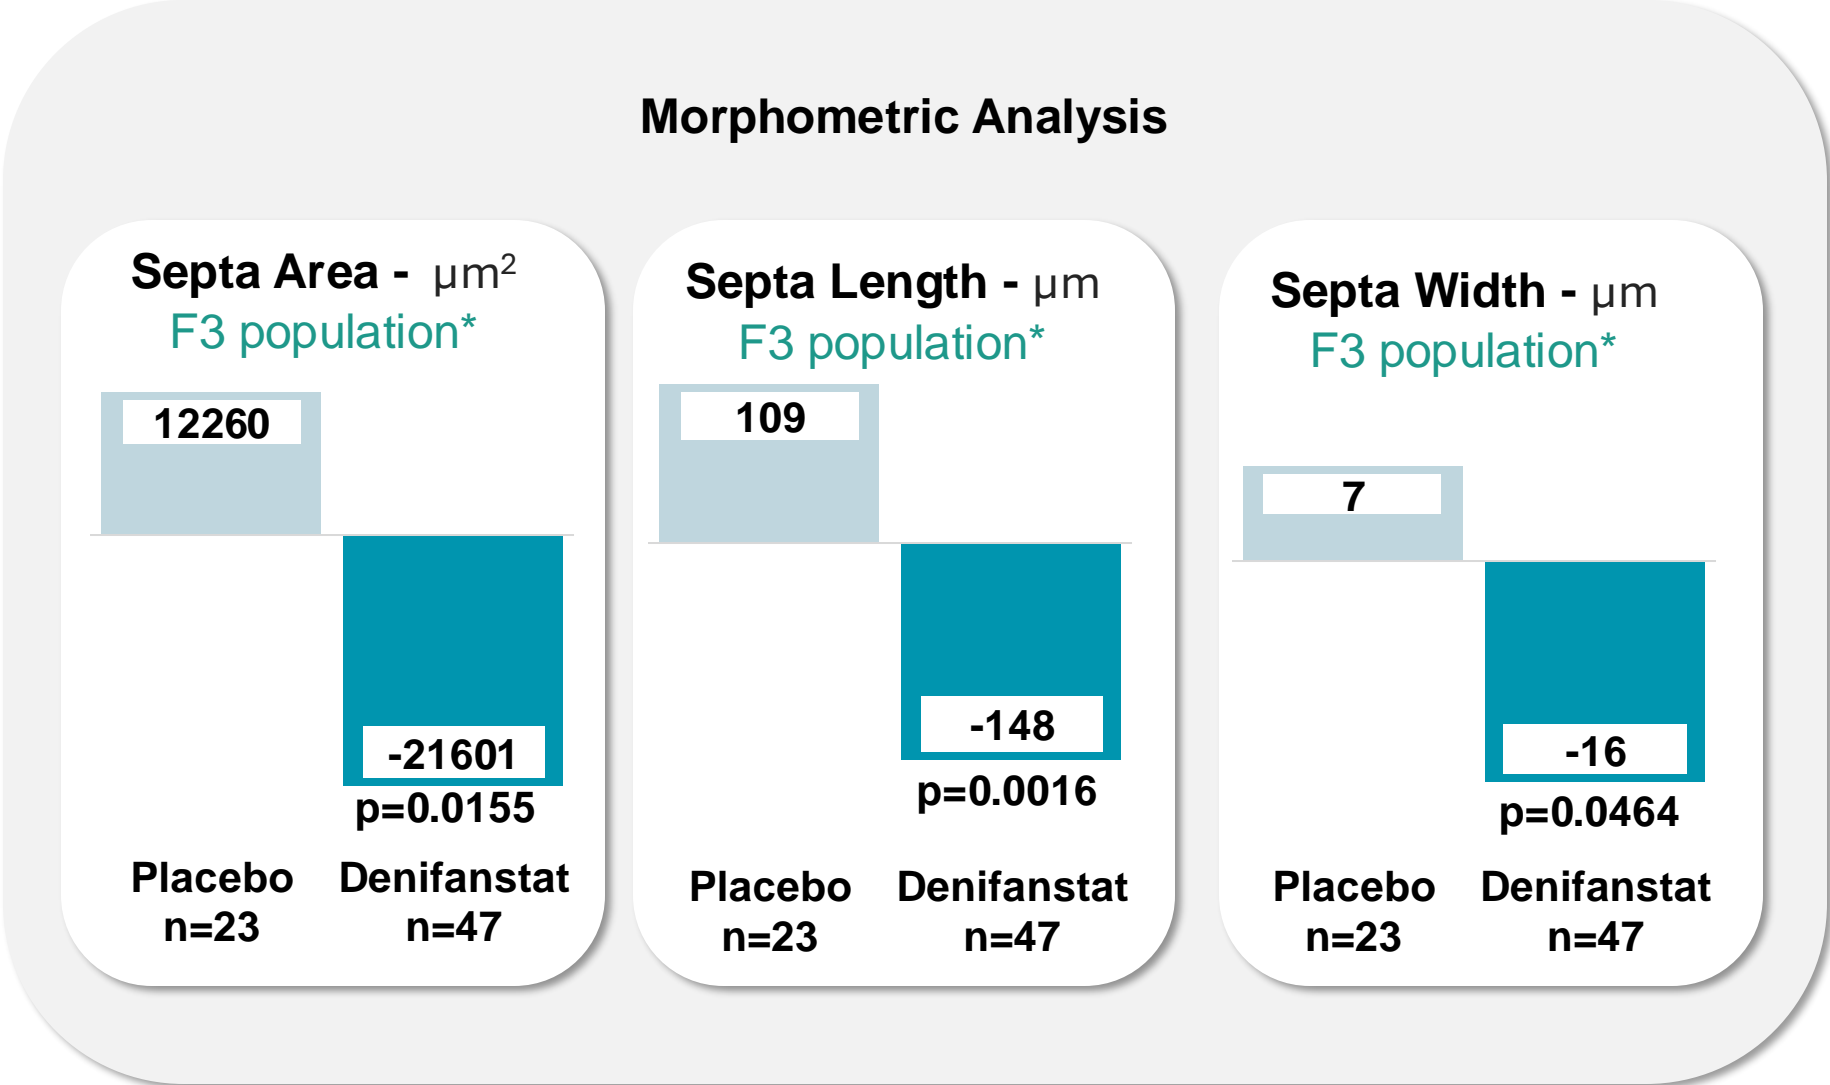 Morphometric Analysis
Septa Area - µm²
F3 population*
12260
-21601
p=0.0155
Placebo
n=23
Denifanstat
n=47
Septa Length - µm
F3 population*
109
-148
p=0.0016
Placebo
n=23
Denifanstat
n=47
Septa Width - µm
F3 population*
7
-16
p=0.0464
Placebo
n=23
Denifanstat
n=47